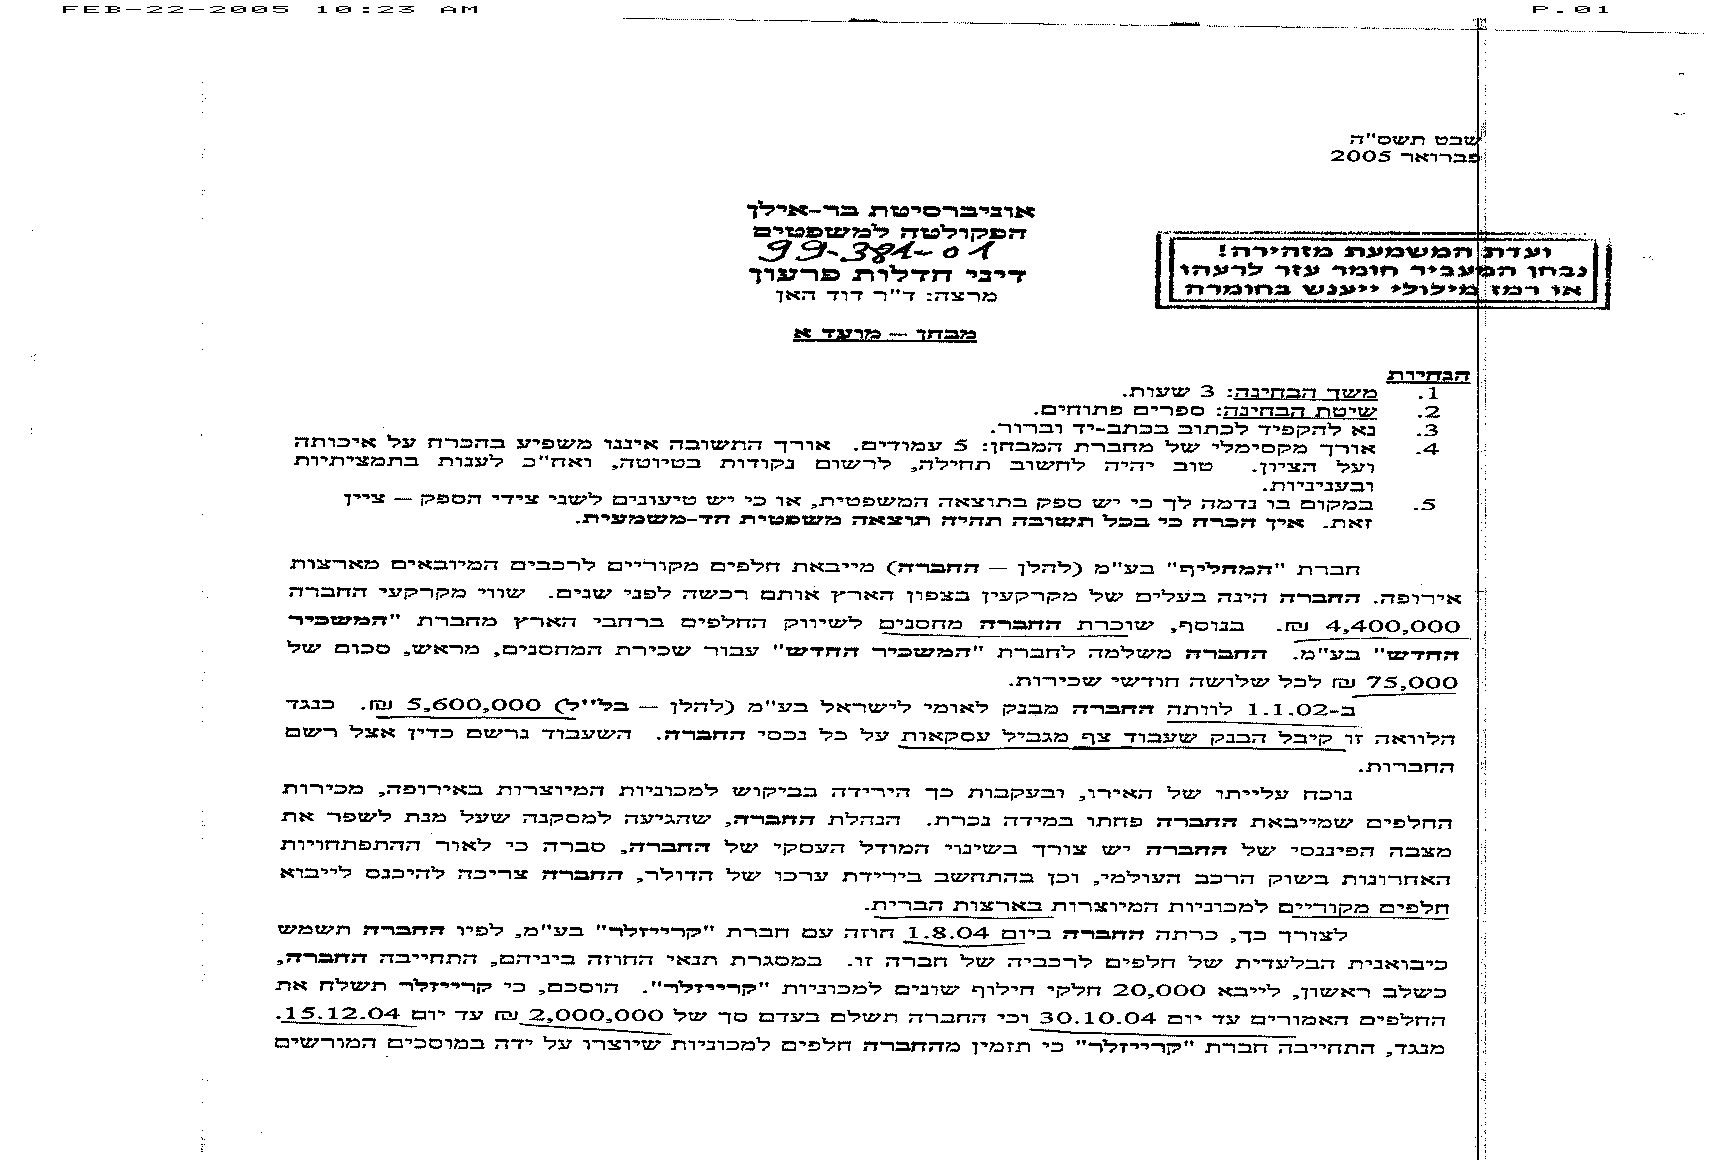 FEB-22-2005 10:23 AM P.01
שבט תשס"ה
פברואר 2005
אוניברסיטת בר-אילן
הפקולטה למשפטים
99-381-01
דיני חדלות פרעון
מרצה: ד"ר דוד האן
ועדת המשמעת מזהירה!
נבחן המעביר חומר עזר לרעהו
או רמז מילולי ייענש בחומרה
מבחן – מועד א
הנחיות
1. משך הבחינה: 3 שעות.
2. שיטת הבחינה: ספרים פתוחים.
3. נא להקפיד לכתוב בכתב-יד וברור.
4. אורך מקסימלי של מחברת המבחן: 5 עמודים. אורך התשובה איננו משפיע בהכרח על איכותה
ועל הציון. טוב יהיה לחשוב תחילה, לרשום נקודות בטיוטה, ואח"כ לענות בתמציתיות
ובענייניות.
5. במקום בו נדמה לך כי יש ספק בתוצאה המשפטית, או כי יש טיעונים לשני צידי הספק – ציין
זאת. אין הכרח כי בכל תשובה תהיה תוצאה משפטית חד-משמעית.
חברת "המחליף" בע"מ (להלן – החברה) מייבאת חלפים מקוריים לרכבים המיובאים מארצות
אירופה. החברה הינה בעלים של מקרקעין בצפון הארץ אותם רכשה לפני שנים. שווי מקרקעי החברה
4,400,000 ₪. בנוסף, שוכרת החברה מחסנים לשיווק החלפים ברחבי הארץ מחברת "המשכיר
החדש" בע"מ. החברה משלמה לחברת "המשכיר החדש" עבור שכירת המחסנים, מראש, סכום של
75,000 ₪ לכל שלושה חודשי שכירות.
ב-1.1.02 לוותה החברה מבנק לאומי לישראל בע"מ (להלן – בל"ל) 5,600,000 ₪. כנגד
הלוואה זו קיבל הבנק שעבוד צף מגביל עסקאות על כל נכסי החברה. השעבוד נרשם כדין אצל רשם
החברות.
נוכח עלייתו של האירו, ובעקבות כך הירידה בביקוש למכוניות המיוצרות באירופה, מכירות
החלפים שמייבאת החברה פחתו במידה נכרת. הנהלת החברה, שהגיעה למסקנה שעל מנת לשפר את
מצבה הפיננסי של החברה יש צורך בשינוי המודל העסקי של החברה, סברה כי לאור ההתפתחויות
האחרונות בשוק הרכב העולמי, וכן בהתחשב בירידת ערכו של הדולר, החברה צריכה להיכנס לייבוא
חלפים מקוריים למכוניות המיוצרות בארצות הברית.
לצורך כך, כרתה החברה ביום 1.8.04 חוזה עם חברת "קרייזלר" בע"מ, לפיו החברה תשמש
כיבואנית הבלעדית של חלפים לרכביה של חברה זו. במסגרת תנאי החוזה ביניהם, התחייבה החברה,
כשלב ראשון, לייבא 20,000 חלקי חילוף שונים למכוניות "קרייזלר". הוסכם, כי קרייזלר תשלח את
החלפים האמורים עד יום 30.10.04 וכי החברה תשלם בעדם סך של 2,000,000 ₪ עד יום 15.12.04.
מנגד, התחייבה חברת "קרייזלר" כי תזמין מהחברה חלפים למכוניות שיוצרו על ידה במוסכים המורשים